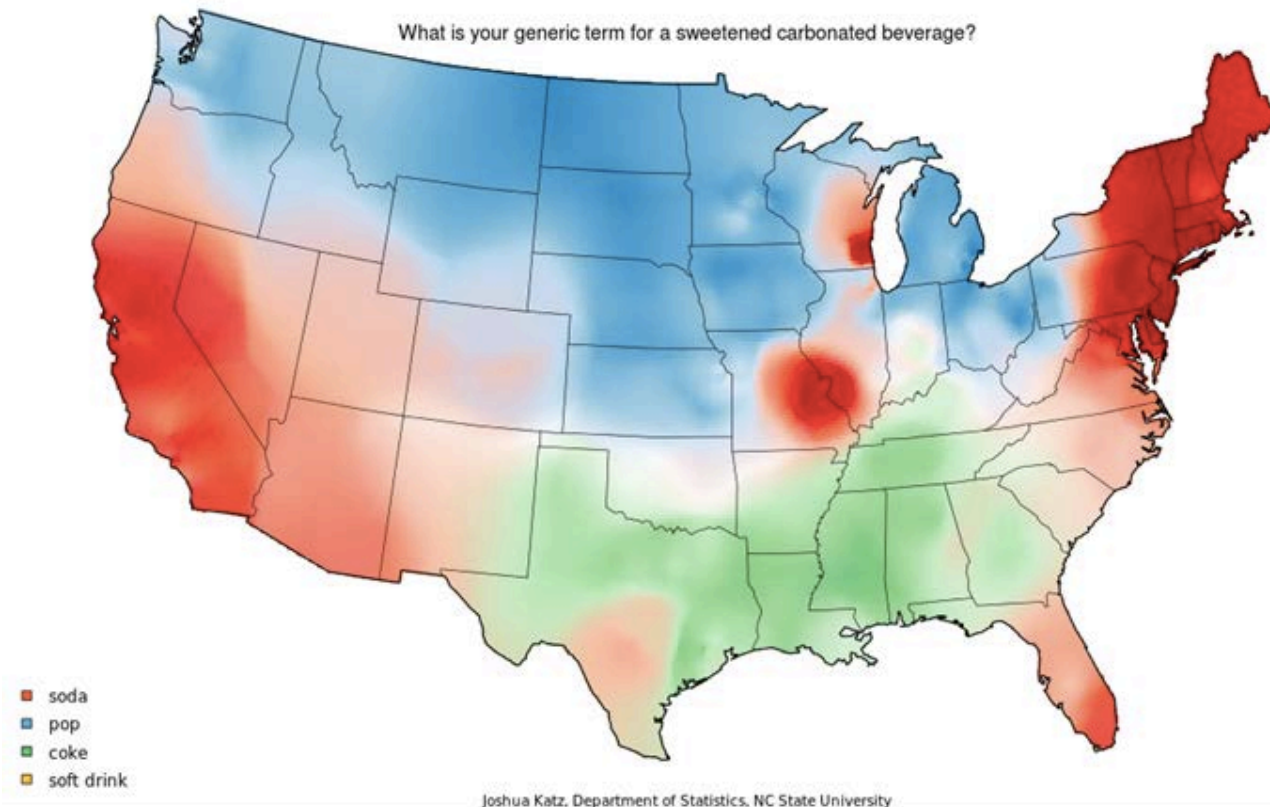 What is your generic term for a sweetened carbonated beverage?
soda
pop
coke
soft drink
Joshua Katz, Department of Statistics, NC State University